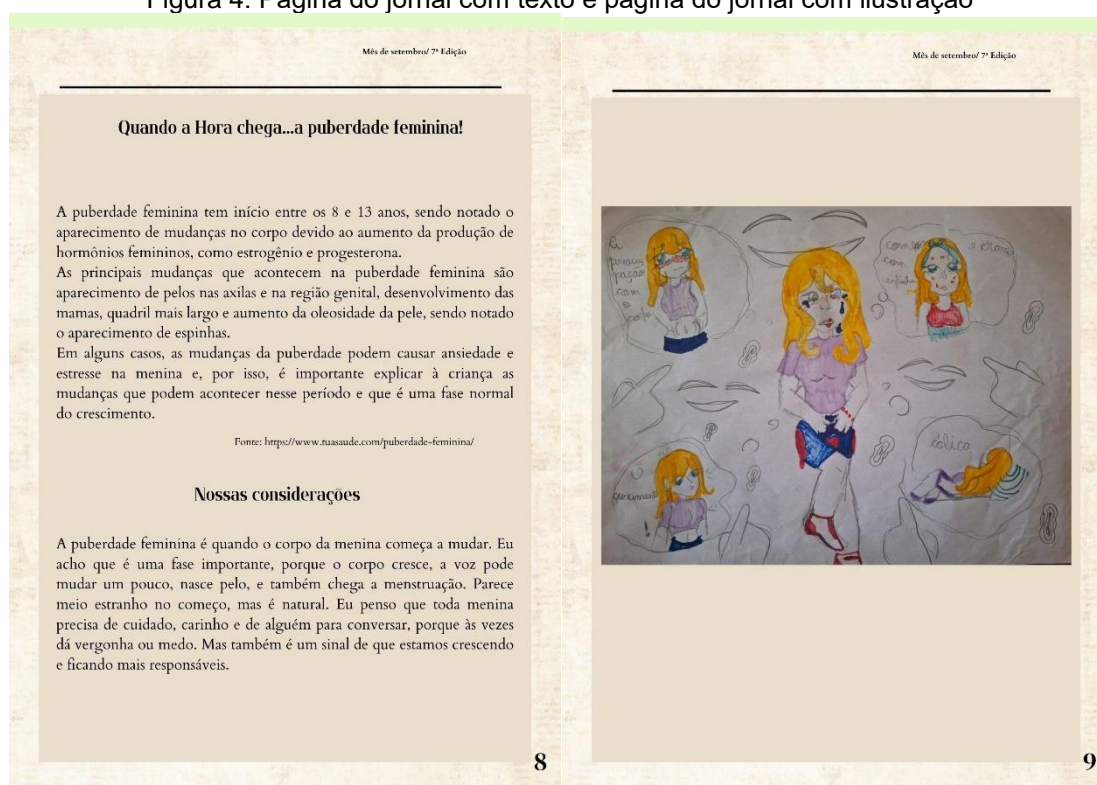 Figura 4: Página do jornal com texto e página do jornal com ilustração
Mês de setembro/ 7ª Edição
Quando a Hora chega...a puberdade feminina!
A puberdade feminina tem início entre os 8 e 13 anos, sendo notado o
aparecimento de mudanças no corpo devido ao aumento da produção de
hormônios femininos, como estrogênio e progesterona.
As principais mudanças que acontecem na puberdade feminina são
aparecimento de pelos nas axilas e na região genital, desenvolvimento das
mamas, quadril mais largo e aumento da oleosidade da pele, sendo notado
o aparecimento de espinhas.
Em alguns casos, as mudanças da puberdade podem causar ansiedade e
estresse na menina e, por isso, é importante explicar à criança as
mudanças que podem acontecer nesse período e que é uma fase normal
do crescimento.
Fonte: https://www.tuasaude.com/puberdade-feminina/
Nossas considerações
A puberdade feminina é quando o corpo da menina começa a mudar. Eu
acho que é uma fase importante, porque o corpo cresce, a voz pode
mudar um pouco, nasce pelo, e também chega a menstruação. Parece
meio estranho no começo, mas é natural. Eu penso que toda menina
precisa de cuidado, carinho e de alguém para conversar, porque às vezes
dá vergonha ou medo. Mas também é um sinal de que estamos crescendo
e ficando mais responsáveis.
8
Mês de setembro/ 7ª Edição
com
o
com
cólica
9